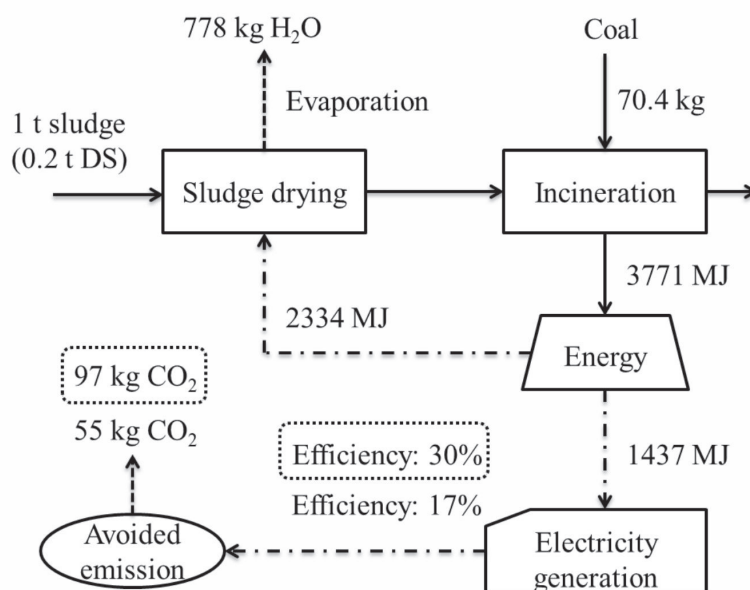 778 kg H₂O
Coal
Evaporation
70.4 kg
1 t sludge
(0.2 t DS)
Sludge drying
Incineration
3771 MJ
2334 MJ
Energy
97 kg CO₂
55 kg CO₂
Efficiency: 30%
1437 MJ
Efficiency: 17%
Avoided
emission
Electricity
generation